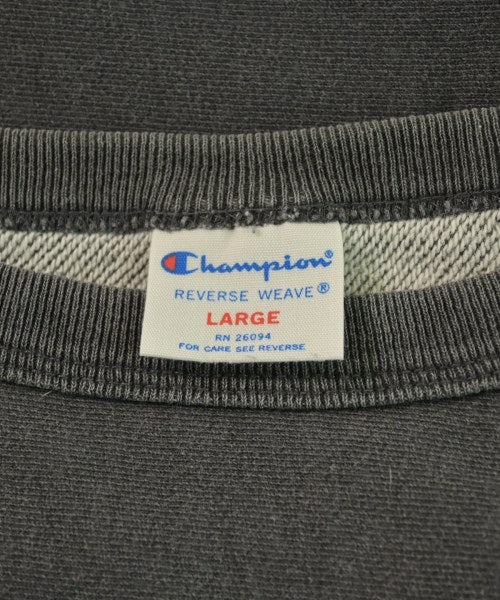 Champion
REVERSE WEAVE®
LARGE
RN 26094
FOR CARE SEE REVERSE